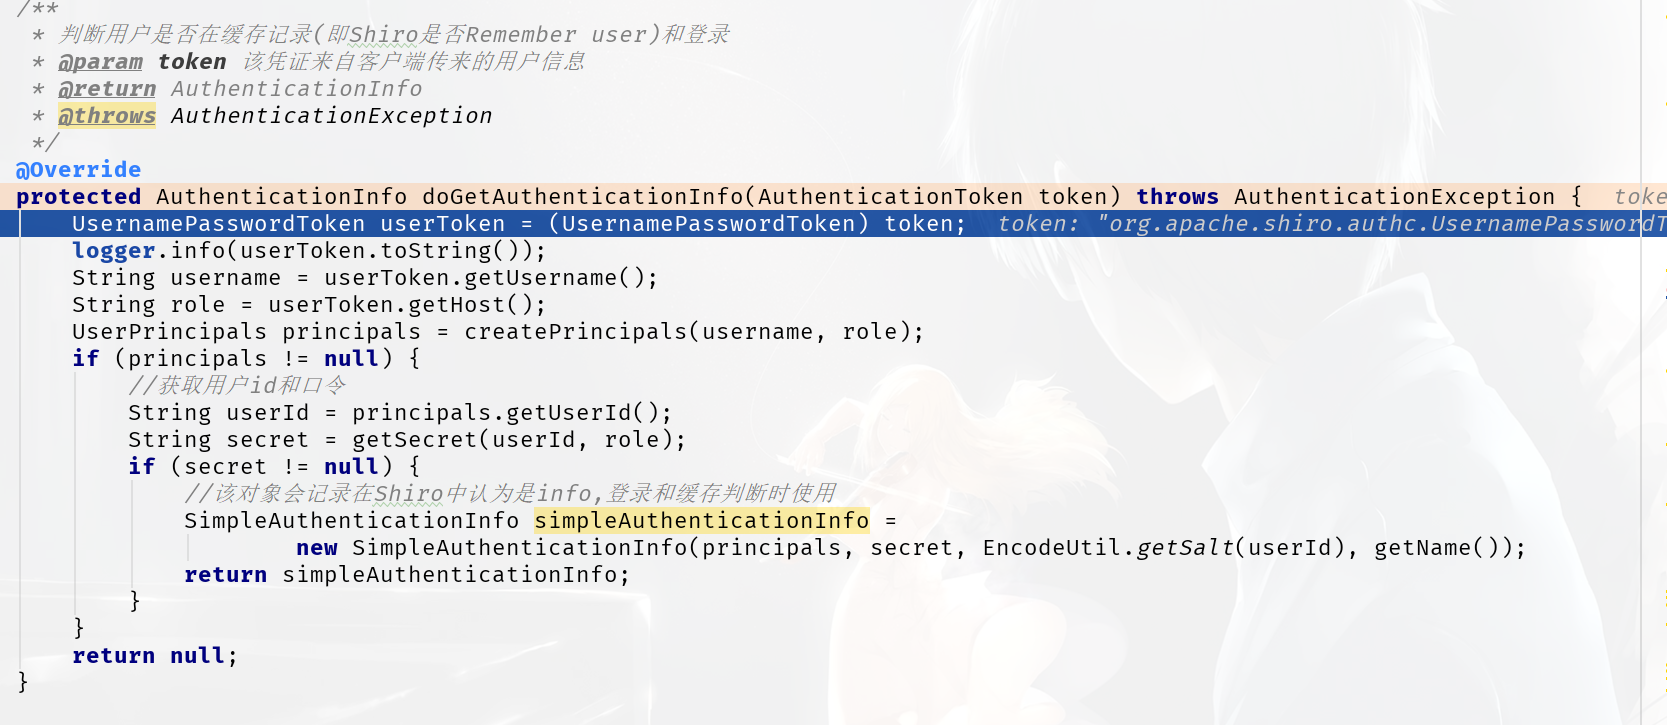 /**
 * 判断用户是否在缓存记录(即Shiro是否Remember user)和登录
 * @param token 该凭证来自客户端传来的用户信息
 * @return AuthenticationInfo
 * @throws AuthenticationException
 */
@Override
protected AuthenticationInfo doGetAuthenticationInfo(AuthenticationToken token) throws AuthenticationException {  toke
    UsernamePasswordToken userToken = (UsernamePasswordToken) token;  token: "org.apache.shiro.authc.UsernamePasswordT
    logger.info(userToken.toString());
    String username = userToken.getUsername();
    String role = userToken.getHost();
    UserPrincipals principals = createPrincipals(username, role);
    if (principals != null) {
        //获取用户id和口令
        String userId = principals.getUserId();
        String secret = getSecret(userId, role);
        if (secret != null) {
            //该对象会记录在Shiro中认为是info,登录和缓存判断时使用
            SimpleAuthenticationInfo simpleAuthenticationInfo =
                    new SimpleAuthenticationInfo(principals, secret, EncodeUtil.getSalt(userId), getName());
            return simpleAuthenticationInfo;
        }
    }
    return null;
}